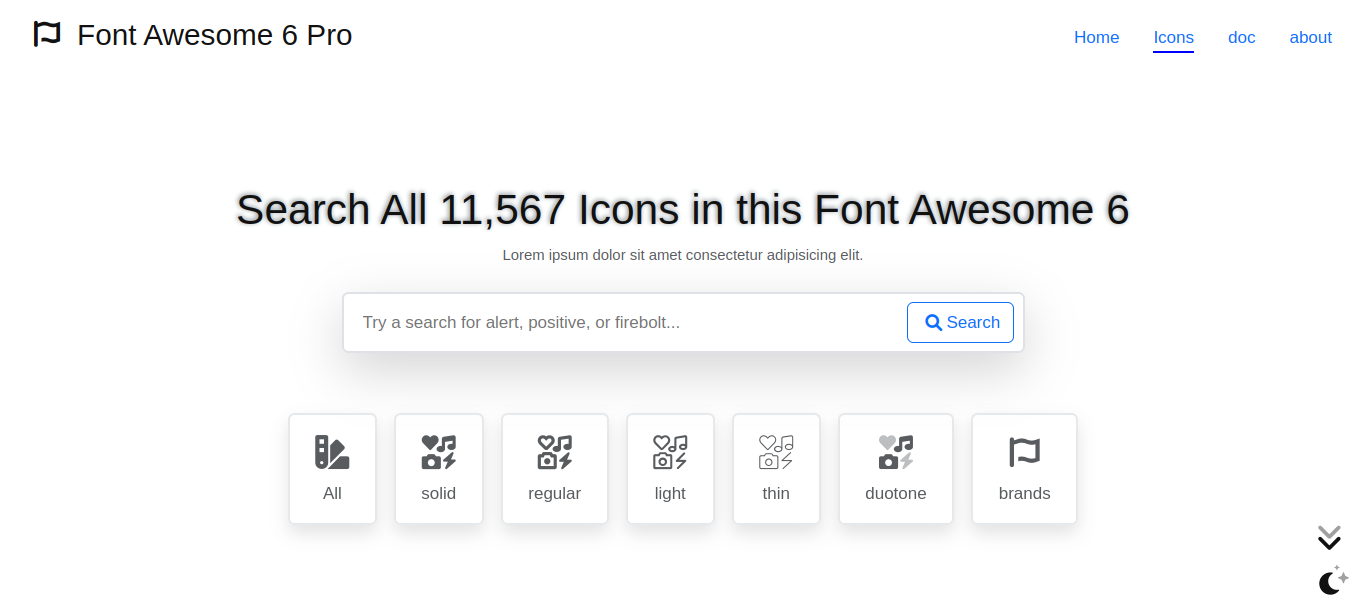 Font Awesome 6 Pro
Home Icons doc about
Search All 11,567 Icons in this Font Awesome 6
Lorem ipsum dolor sit amet consectetur adipisicing elit.
Try a search for alert, positive, or firebolt...
Search
All solid regular light thin duotone brands